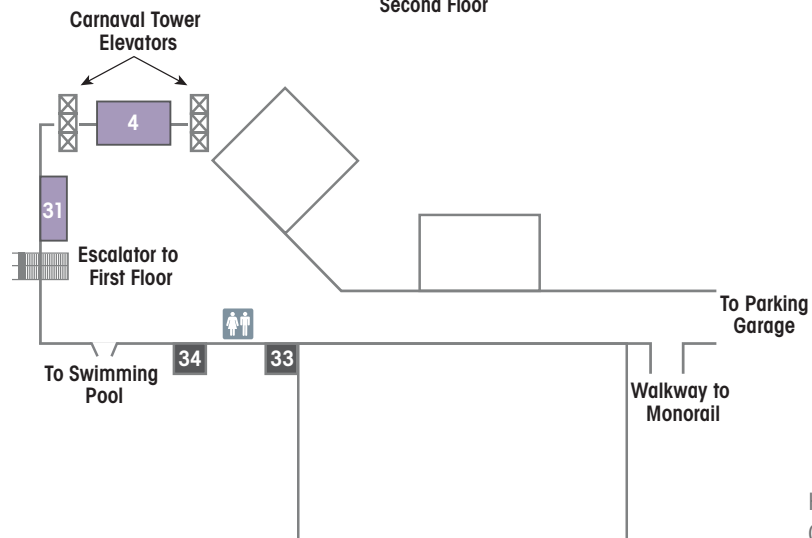 Second Floor
Carnaval Tower
Elevators
4
31
Escalator to
First Floor
To Parking
Garage
34
33
To Swimming
Pool
Walkway to
Monorail